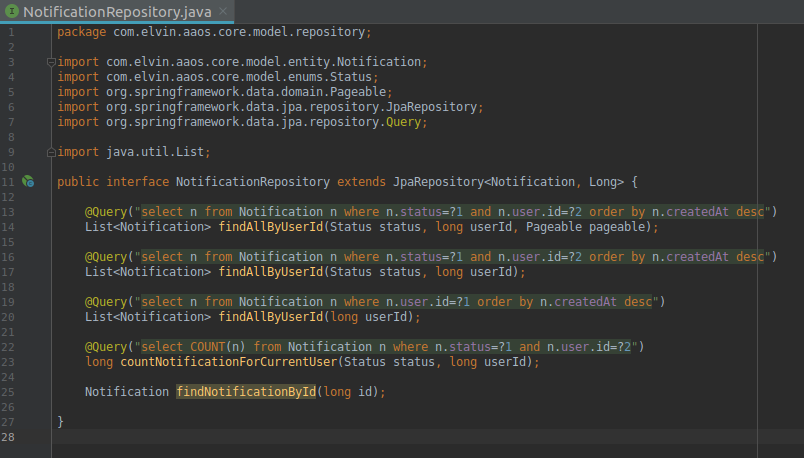 NotificationRepository.java
1 package com.elvin.aaos.core.model.repository;
2
3 import com.elvin.aaos.core.model.entity.Notification;
4 import com.elvin.aaos.core.model.enums.Status;
5 import org.springframework.data.domain.Pageable;
6 import org.springframework.data.jpa.repository.JpaRepository;
7 import org.springframework.data.jpa.repository.Query;
8
9 import java.util.List;
10
11 public interface NotificationRepository extends JpaRepository<Notification, Long> {
12
13 @Query("select n from Notification n where n.status=?1 and n.user.id=?2 order by n.createdAt desc")
14 List<Notification> findAllByUserId(Status status, long userId, Pageable pageable);
15
16 @Query("select n from Notification n where n.status=?1 and n.user.id=?2 order by n.createdAt desc")
17 List<Notification> findAllByUserId(Status status, long userId);
18
19 @Query("select n from Notification n where n.user.id=?1 order by n.createdAt desc")
20 List<Notification> findAllByUserId(long userId);
21
22 @Query("select COUNT(n) from Notification n where n.status=?1 and n.user.id=?2")
23 long countNotificationForCurrentUser(Status status, long userId);
24
25 Notification findNotificationById(long id);
26
27 }
28